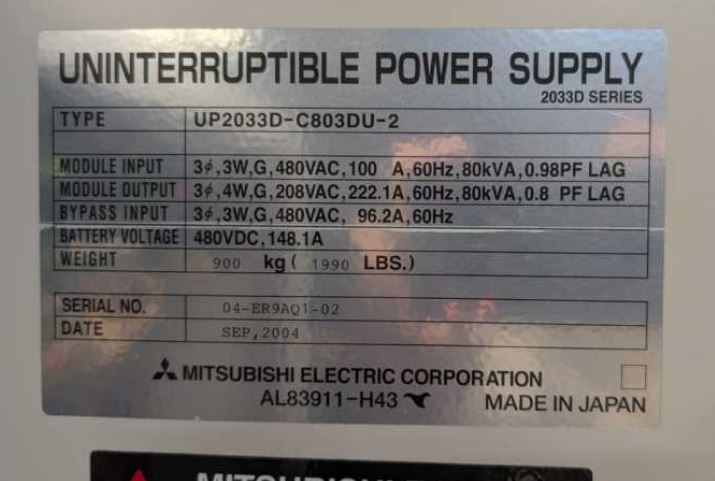 UNINTERRUPTIBLE POWER SUPPLY
2033D SERIES
TYPE UP2033D-C803DU-2
MODULE INPUT 3φ,3W,G,480VAC,100 A,60Hz,80kVA,0.98PF LAG
MODULE OUTPUT 3φ,4W,G,208VAC,222.1A,60Hz,80kVA,0.8 PF LAG
BYPASS INPUT 3φ,3W,G,480VAC, 96.2A,60Hz
BATTERY VOLTAGE 480VDC,148.1A
WEIGHT 900 kg ( 1990 LBS.)
SERIAL NO. 04-ER9AQ1-02
DATE SEP,2004
MITSUBISHI ELECTRIC CORPORATION
AL83911-H43
MADE IN JAPAN